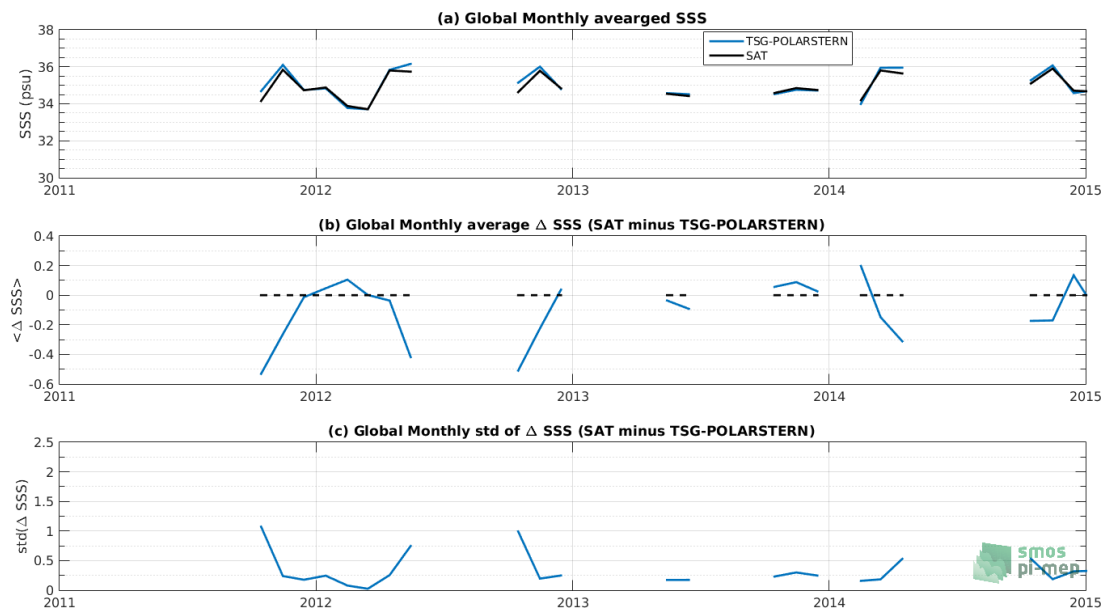 (a) Global Monthly avearged SSS
38
36
34
32
30
SSS (psu)
TSG-POLARSTERN
SAT
2011 2012 2013 2014 2015
(b) Global Monthly average Δ SSS (SAT minus TSG-POLARSTERN)
0.4
0.2
0
-0.2
-0.4
-0.6
<Δ SSS>
2011 2012 2013 2014 2015
(c) Global Monthly std of Δ SSS (SAT minus TSG-POLARSTERN)
2.5
2
1.5
1
0.5
0
std(Δ SSS)
smos
pi-mep
2011 2012 2013 2014 2015